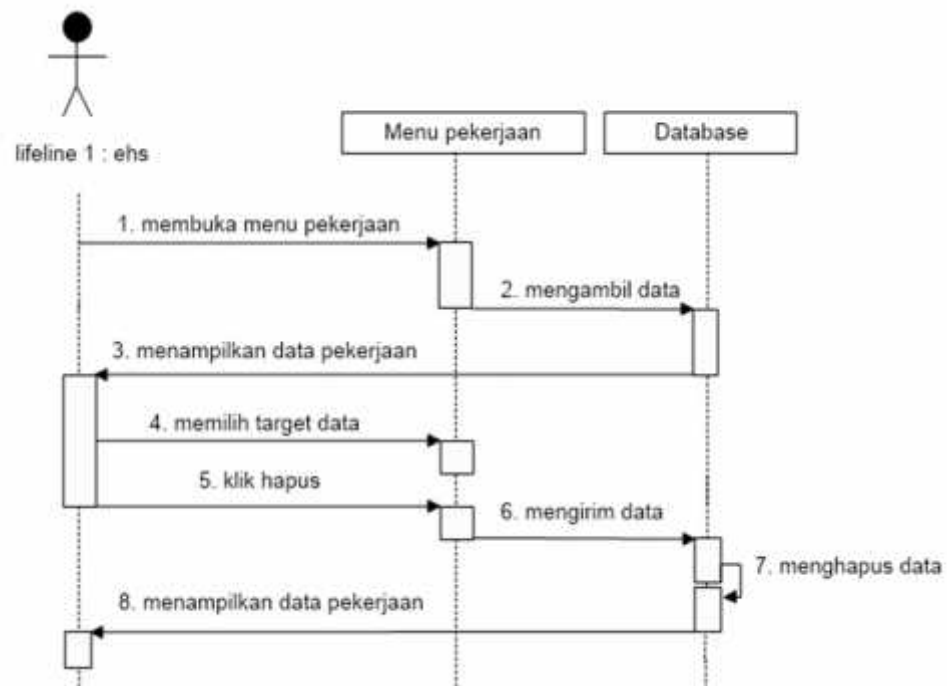 lifeline 1 : ehs
Menu pekerjaan
Database
1. membuka menu pekerjaan
2. mengambil data
3. menampilkan data pekerjaan
4. memilih target data
5. klik hapus
6. mengirim data
7. menghapus data
8. menampilkan data pekerjaan